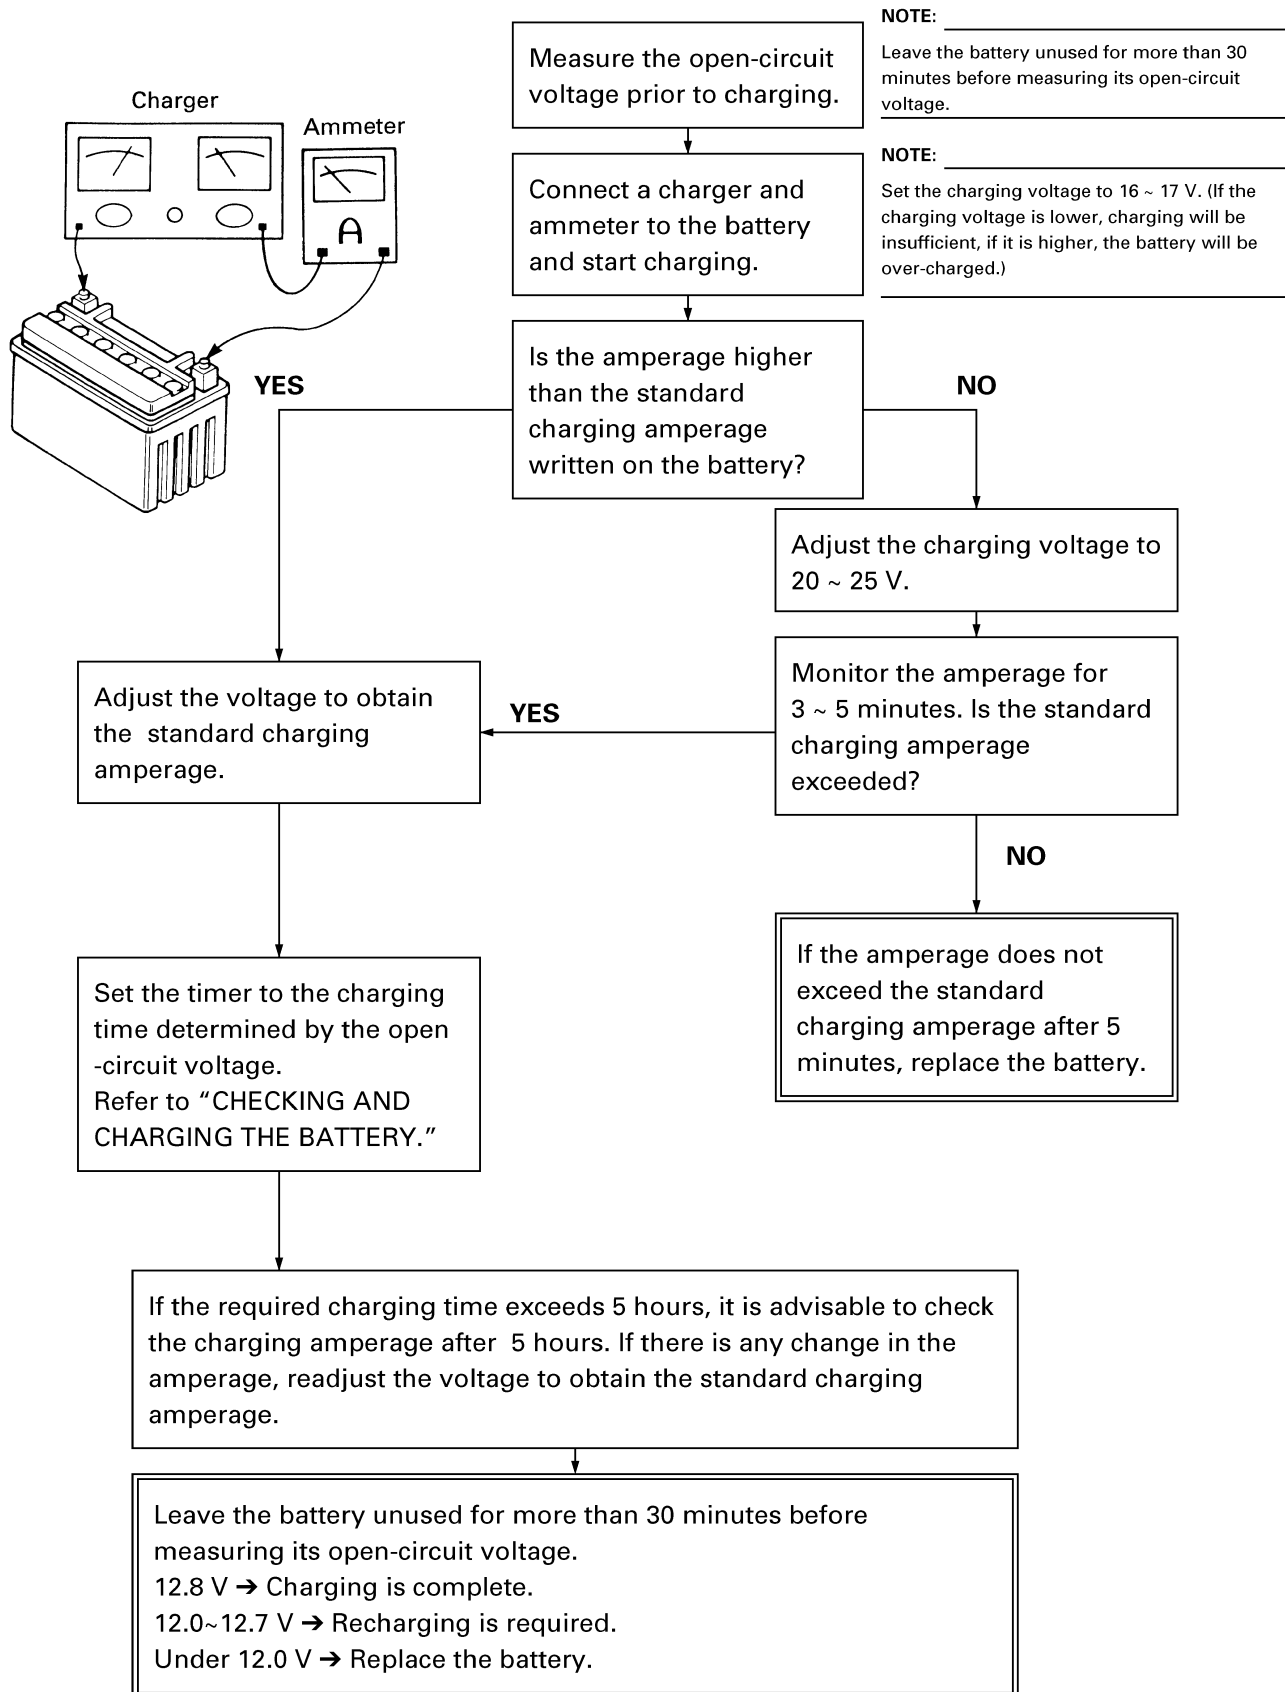 Measure the open-circuit
voltage prior to charging.
NOTE:
Leave the battery unused for more than 30
minutes before measuring its open-circuit
voltage.
Charger
Ammeter
A
Connect a charger and
ammeter to the battery
and start charging.
NOTE:
Set the charging voltage to 16 ~ 17 V. (If the
charging voltage is lower, charging will be
insufficient, if it is higher, the battery will be
over-charged.)
Is the amperage higher
than the standard
charging amperage
written on the battery?
YES
NO
Adjust the charging voltage to
20 ~ 25 V.
Monitor the amperage for
3 ~ 5 minutes. Is the standard
charging amperage
exceeded?
YES
Adjust the voltage to obtain
the  standard charging
amperage.
NO
If the amperage does not
exceed the standard
charging amperage after 5
minutes, replace the battery.
Set the timer to the charging
time determined by the open
-circuit voltage.
Refer to “CHECKING AND
CHARGING THE BATTERY.”
If the required charging time exceeds 5 hours, it is advisable to check
the charging amperage after  5 hours. If there is any change in the
amperage, readjust the voltage to obtain the standard charging
amperage.
Leave the battery unused for more than 30 minutes before
measuring its open-circuit voltage.
12.8 V ➔ Charging is complete.
12.0~12.7 V ➔ Recharging is required.
Under 12.0 V ➔ Replace the battery.